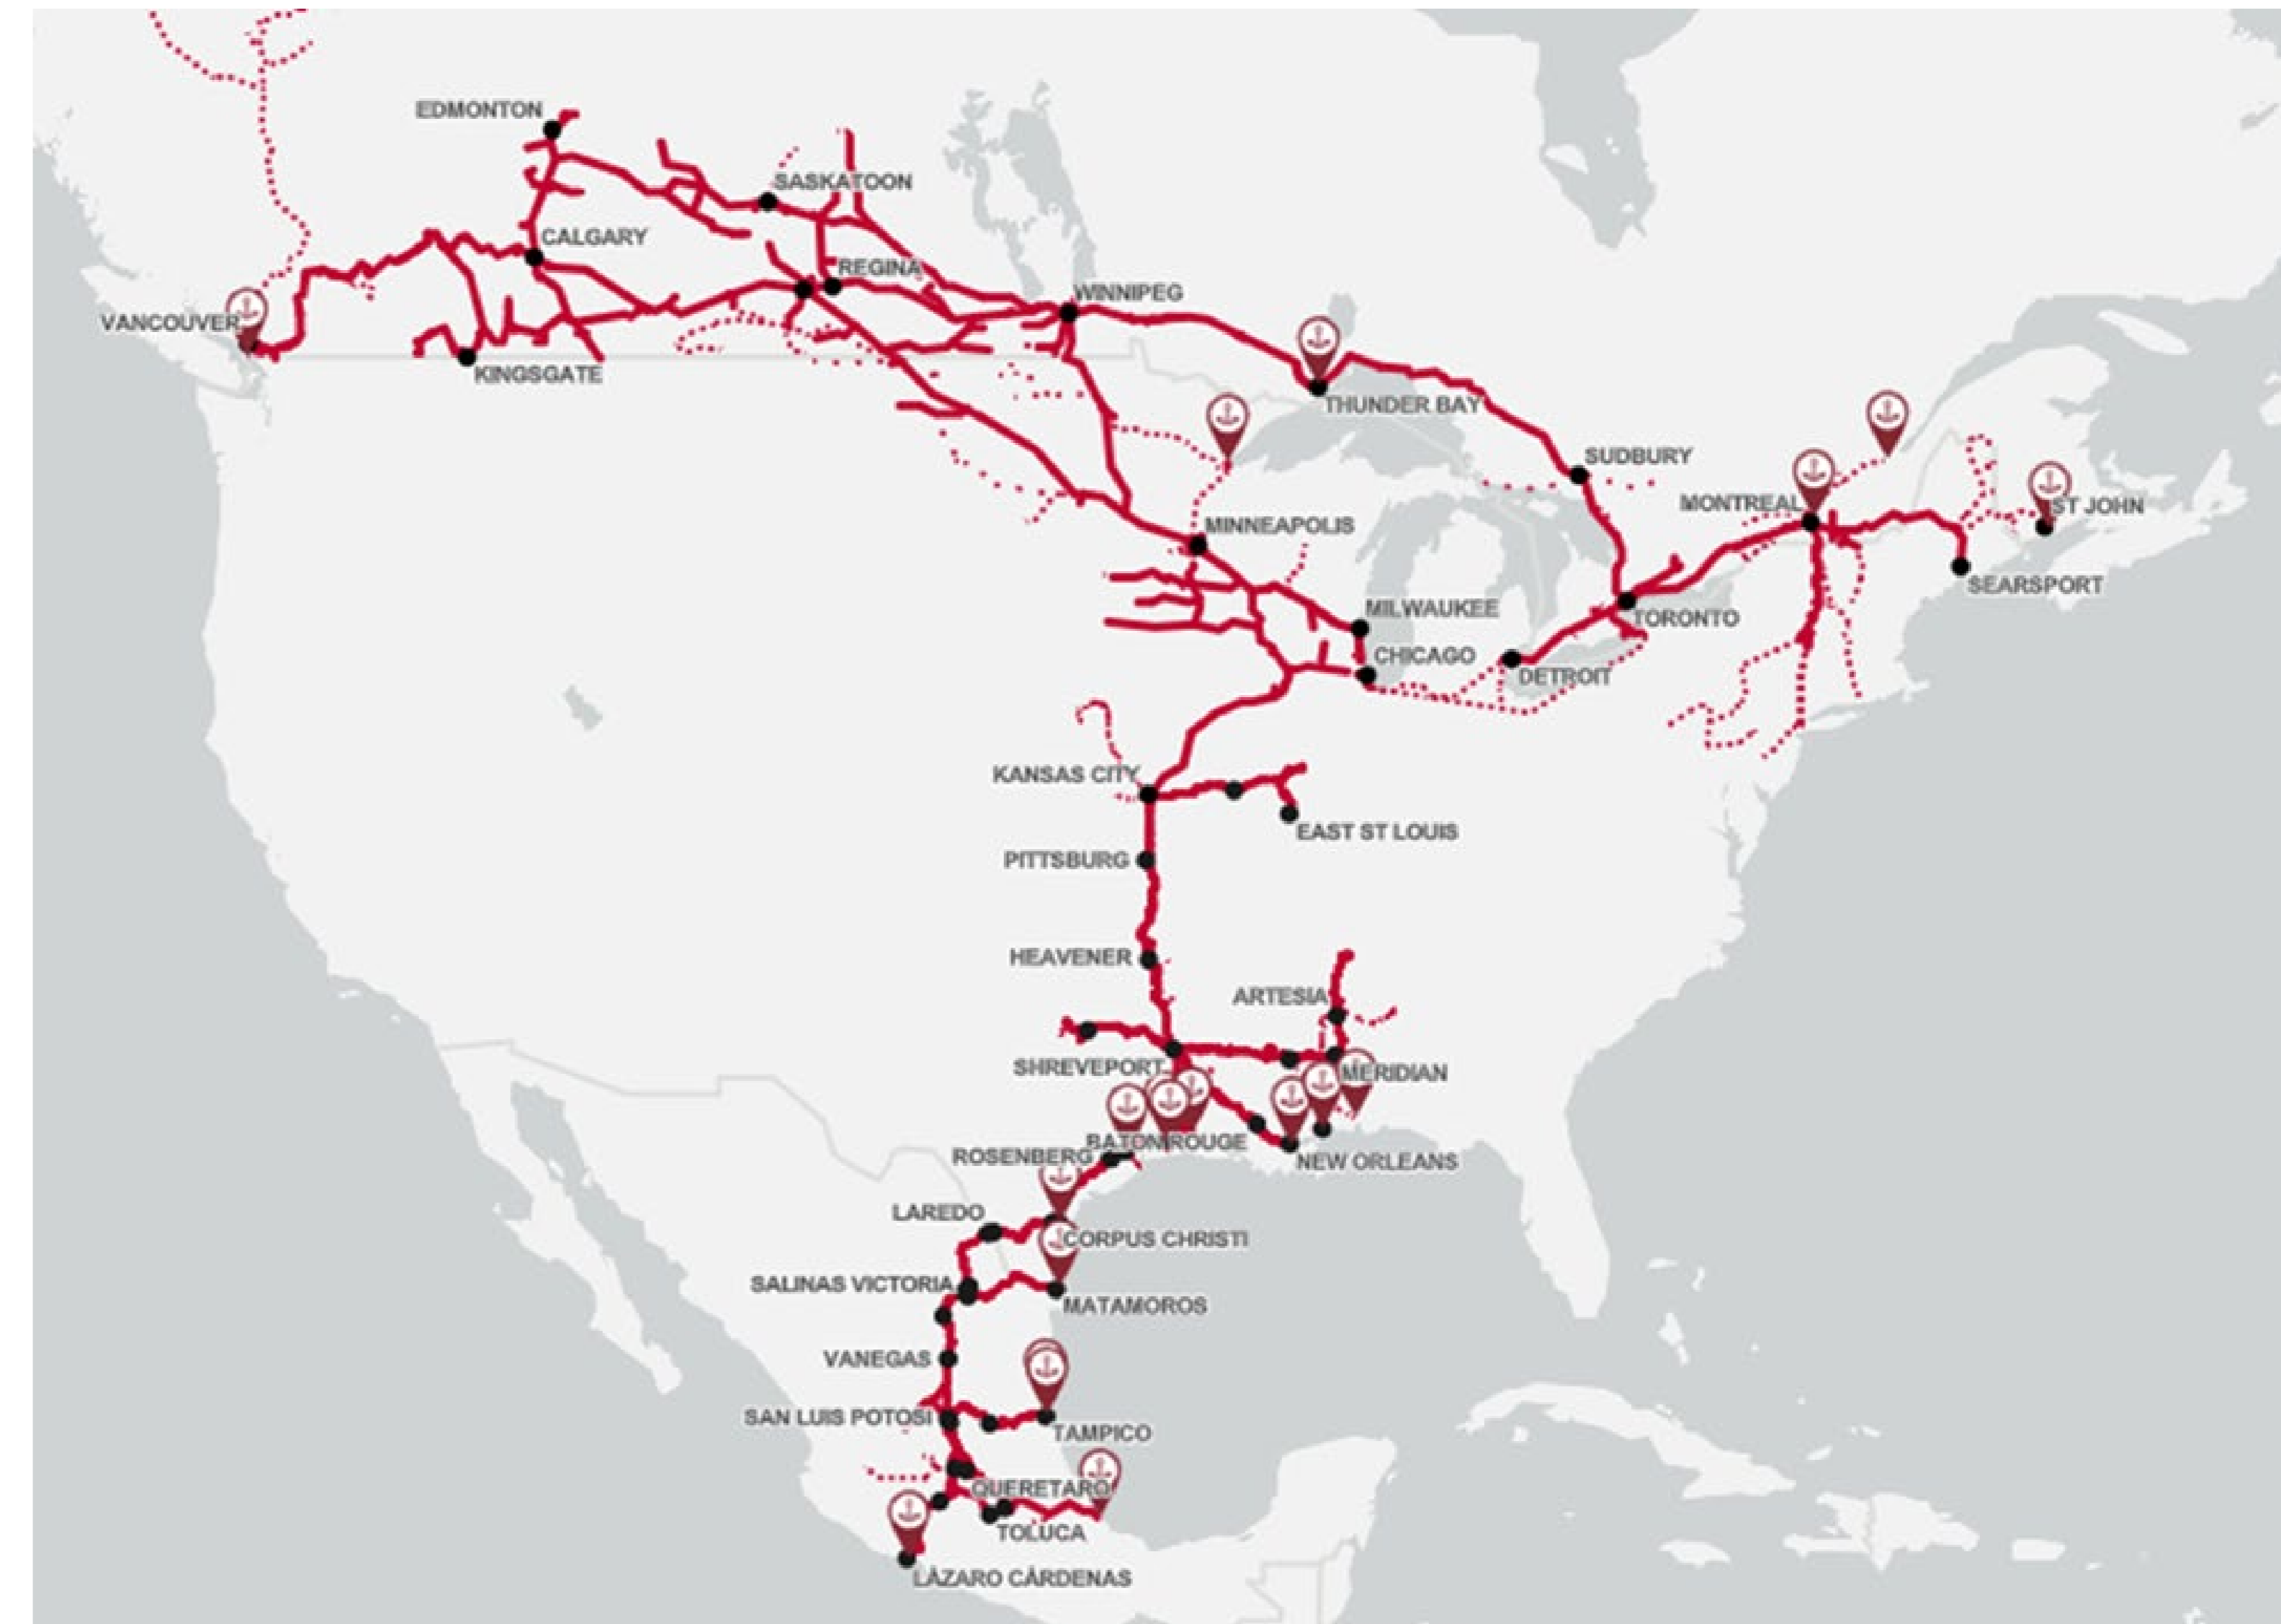 EDMONTON
SASKATOON
CALGARY
REGINA
WINNIPEG
VANCOUVER
KINGSGATE
THUNDER BAY
SUDBURY
MONTREAL
ST JOHN
MINNEAPOLIS
SEARSPORT
MILWAUKEE
TORONTO
CHICAGO
DETROIT
KANSAS CITY
EAST ST LOUIS
PITTSBURG
HEAVENER
ARTESIA
SHREVEPORT
MERIDIAN
BATON ROUGE
ROSENBERG
NEW ORLEANS
LAREDO
CORPUS CHRISTI
SALINAS VICTORIA
MATAMOROS
VANEGAS
SAN LUIS POTOSI
TAMPICO
QUERETARO
TOLUCA
LÁZARO CÁRDENAS